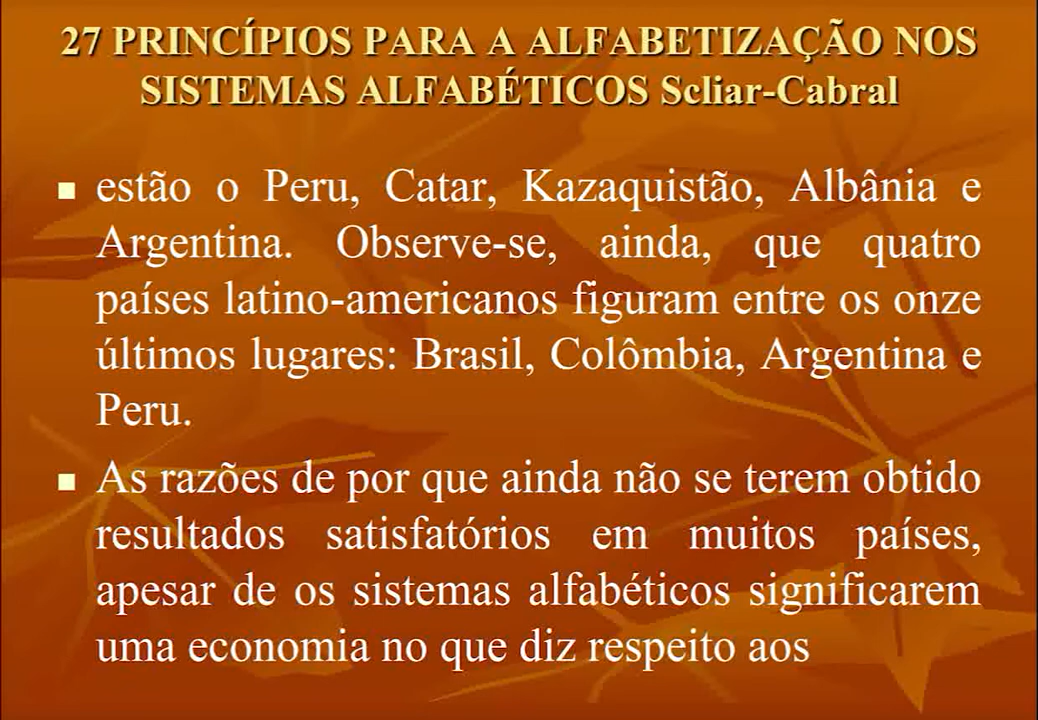 27 PRINCÍPIOS PARA A ALFABETIZAÇÃO NOS
SISTEMAS ALFABÉTICOS Scliar-Cabral
estão o Peru, Catar, Kazaquistão, Albânia e
Argentina. Observe-se, ainda, que quatro
países latino-americanos figuram entre os onze
últimos lugares: Brasil, Colômbia, Argentina e
Peru.
As razões de por que ainda não se terem obtido
resultados satisfatórios em muitos países,
apesar de os sistemas alfabéticos significarem
uma economia no que diz respeito aos